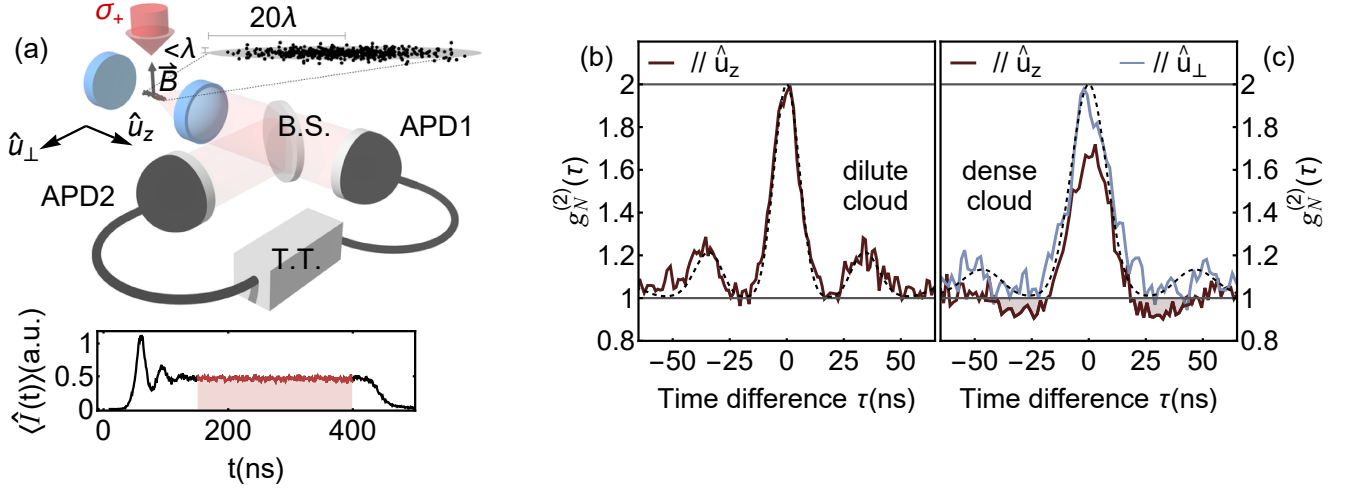 (a)
σ+
20λ
<λ
B⃗
û⊥
ûz
B.S.
APD1
APD2
T.T.
⟨Î(t)⟩(a.u.)
1
0.5
0
0 200 400
t(ns)
(b)
// ûz
dilute
cloud
g_N^(2)(τ)
2
1.8
1.6
1.4
1.2
1
0.8
−50 −25 0 25 50
Time difference τ(ns)
// ûz // û⊥
(c)
dense
cloud
2
1.8
1.6
1.4
1.2
1
0.8
g_N^(2)(τ)
−50 −25 0 25 50
Time difference τ(ns)